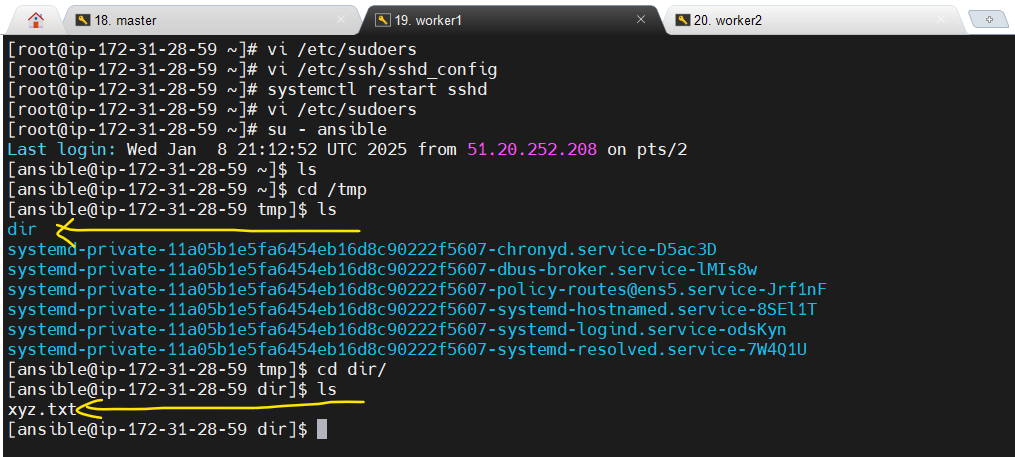 18. master
19. worker1
20. worker2
[root@ip-172-31-28-59 ~]# vi /etc/sudoers
[root@ip-172-31-28-59 ~]# vi /etc/ssh/sshd_config
[root@ip-172-31-28-59 ~]# systemctl restart sshd
[root@ip-172-31-28-59 ~]# vi /etc/sudoers
[root@ip-172-31-28-59 ~]# su - ansible
Last login: Wed Jan  8 21:12:52 UTC 2025 from 51.20.252.208 on pts/2
[ansible@ip-172-31-28-59 ~]$ ls
[ansible@ip-172-31-28-59 ~]$ cd /tmp
[ansible@ip-172-31-28-59 tmp]$ ls
dir
systemd-private-11a05b1e5fa6454eb16d8c90222f5607-chronyd.service-D5ac3D
systemd-private-11a05b1e5fa6454eb16d8c90222f5607-dbus-broker.service-lMIs8w
systemd-private-11a05b1e5fa6454eb16d8c90222f5607-policy-routes@ens5.service-Jrf1nF
systemd-private-11a05b1e5fa6454eb16d8c90222f5607-systemd-hostnamed.service-8SEl1T
systemd-private-11a05b1e5fa6454eb16d8c90222f5607-systemd-logind.service-odsKyn
systemd-private-11a05b1e5fa6454eb16d8c90222f5607-systemd-resolved.service-7W4Q1U
[ansible@ip-172-31-28-59 tmp]$ cd dir/
[ansible@ip-172-31-28-59 dir]$ ls
xyz.txt
[ansible@ip-172-31-28-59 dir]$